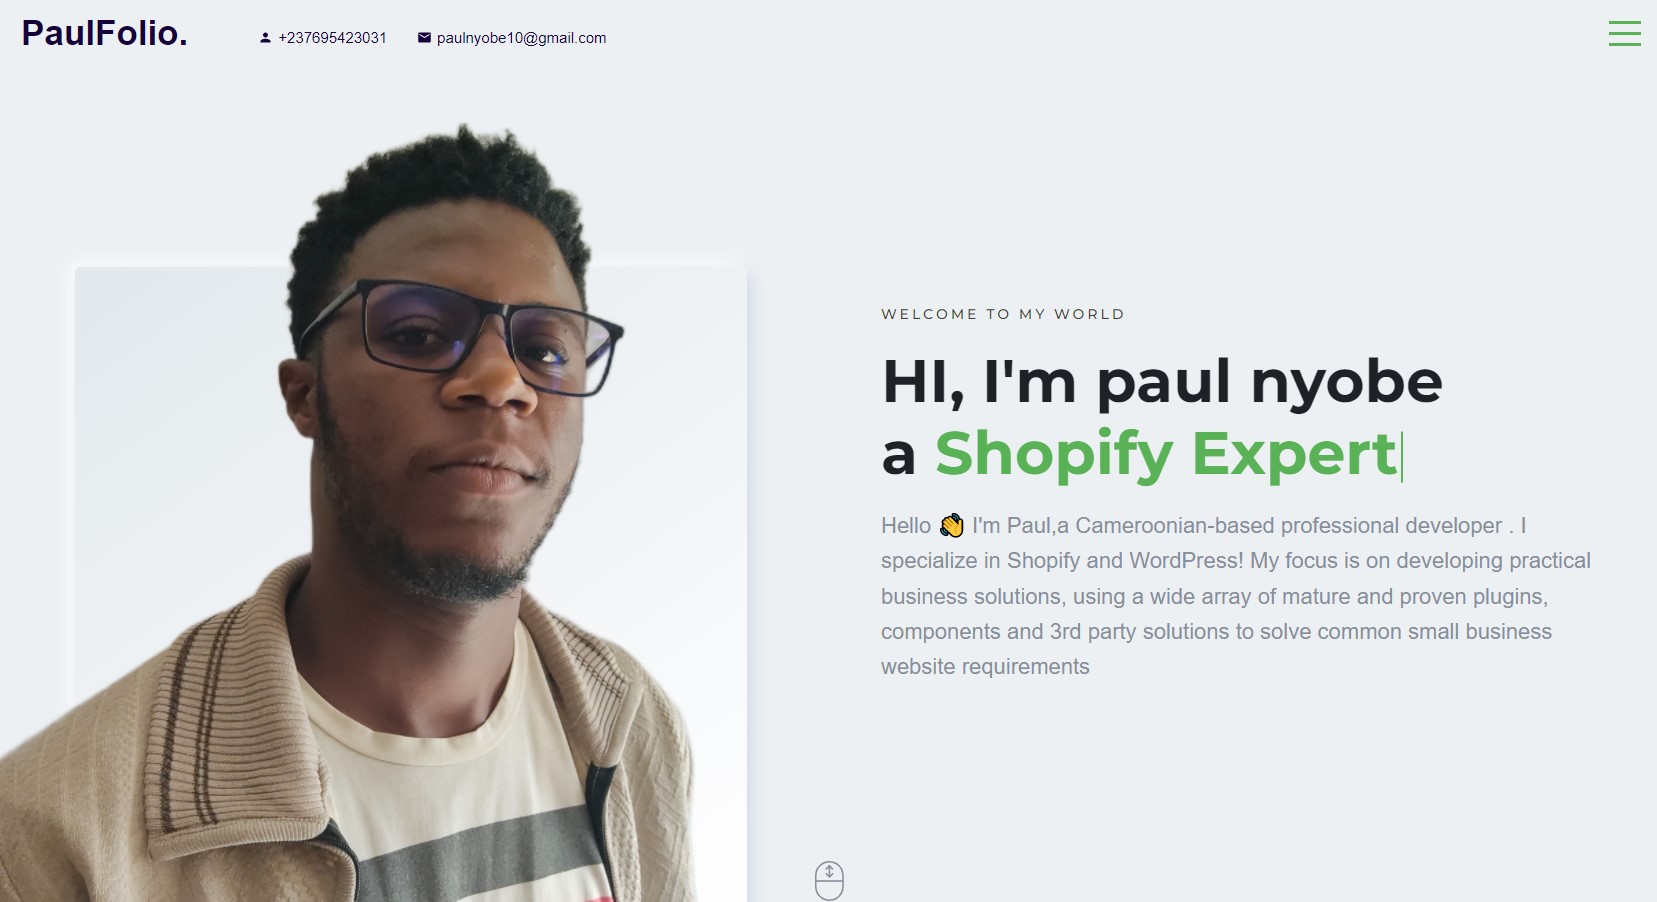 PaulFolio.
+237695423031
paulnyobe10@gmail.com
WELCOME TO MY WORLD
HI, I'm paul nyobe
a Shopify Expert
Hello 👏 I'm Paul,a Cameroonian-based professional developer . I
specialize in Shopify and WordPress! My focus is on developing practical
business solutions, using a wide array of mature and proven plugins,
components and 3rd party solutions to solve common small business
website requirements